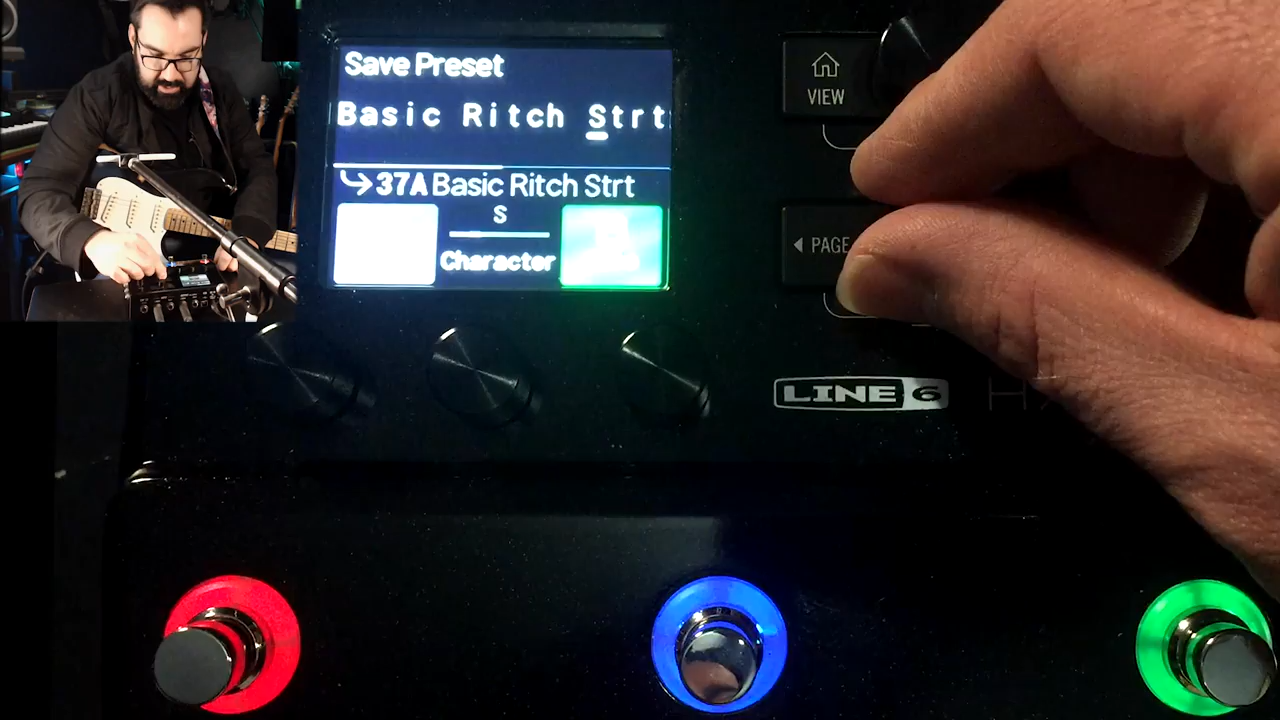 Save Preset
Basic Ritch Strt
37A Basic Ritch Strt
S
Character
VIEW
PAGE
LINE 6